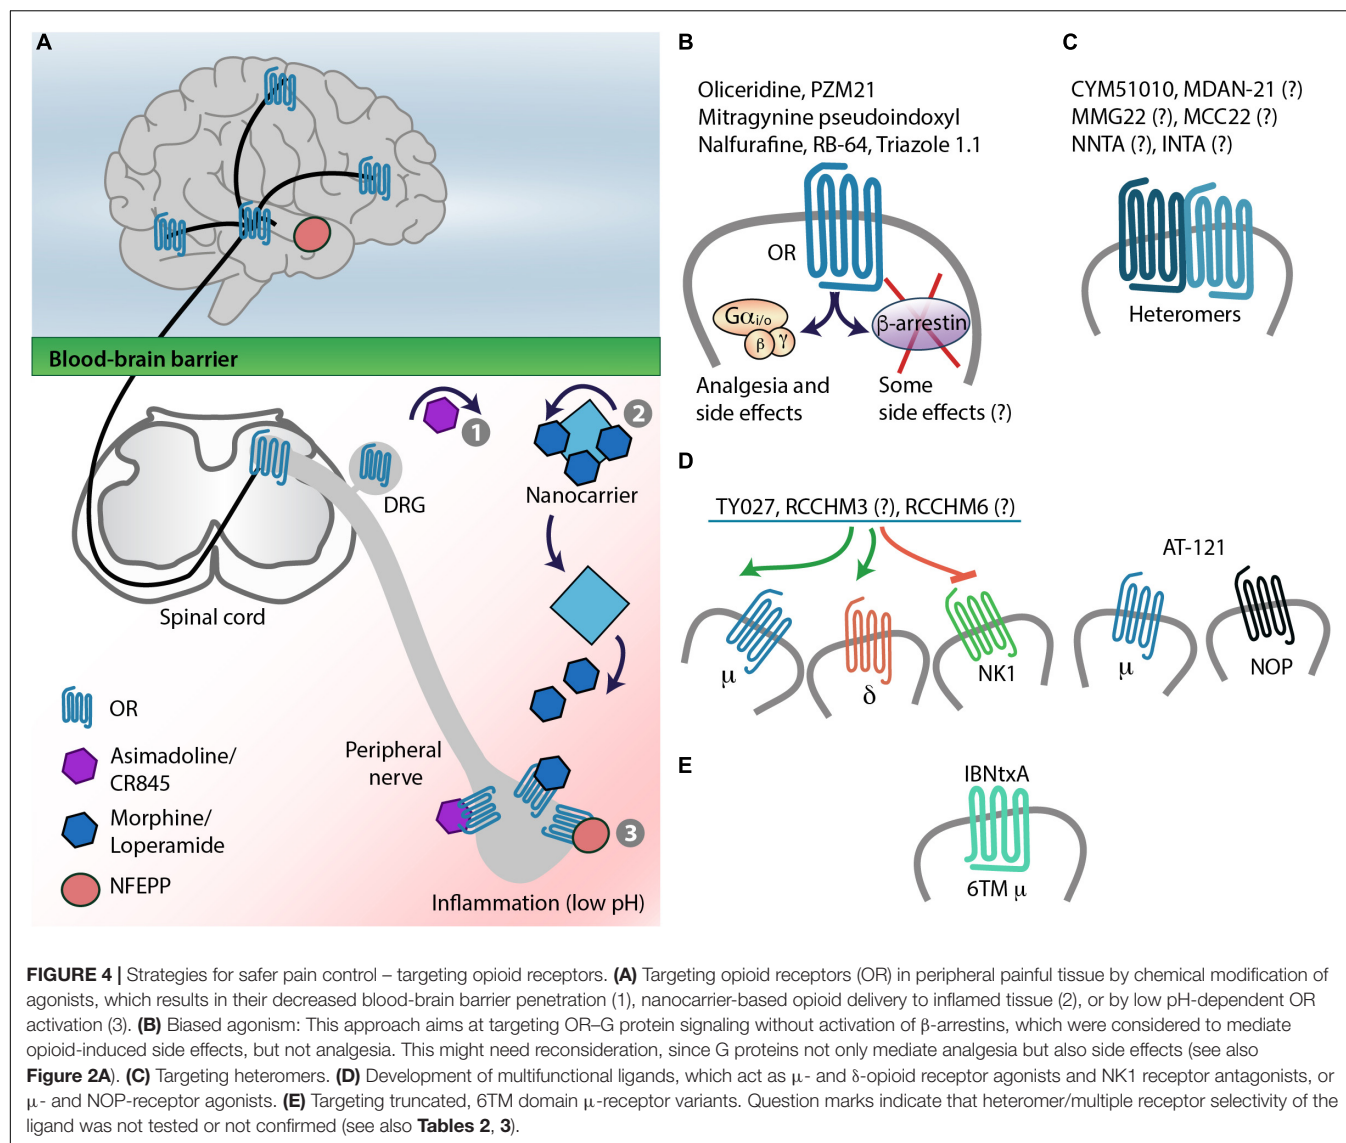 A
Blood-brain barrier
1
2
Nanocarrier
DRG
Spinal cord
OR
Asimadoline/
CR845
Morphine/
Loperamide
NFEPP
Peripheral
nerve
3
Inflammation (low pH)
B
Oliceridine, PZM21
Mitragynine pseudoindoxyl
Nalfurafine, RB-64, Triazole 1.1
OR
Gαi/o
β
γ
β-arrestin
Analgesia and
side effects
Some
side effects (?)
C
CYM51010, MDAN-21 (?)
MMG22 (?), MCC22 (?)
NNTA (?), INTA (?)
Heteromers
D
TY027, RCCHM3 (?), RCCHM6 (?)
μ
δ
NK1
AT-121
μ
NOP
E
IBNtxA
6TM μ
FIGURE 4 | Strategies for safer pain control – targeting opioid receptors. (A) Targeting opioid receptors (OR) in peripheral painful tissue by chemical modification of
agonists, which results in their decreased blood-brain barrier penetration (1), nanocarrier-based opioid delivery to inflamed tissue (2), or by low pH-dependent OR
activation (3). (B) Biased agonism: This approach aims at targeting OR–G protein signaling without activation of β-arrestins, which were considered to mediate
opioid-induced side effects, but not analgesia. This might need reconsideration, since G proteins not only mediate analgesia but also side effects (see also
Figure 2A). (C) Targeting heteromers. (D) Development of multifunctional ligands, which act as μ- and δ-opioid receptor agonists and NK1 receptor antagonists, or
μ- and NOP-receptor agonists. (E) Targeting truncated, 6TM domain μ-receptor variants. Question marks indicate that heteromer/multiple receptor selectivity of the
ligand was not tested or not confirmed (see also Tables 2, 3).